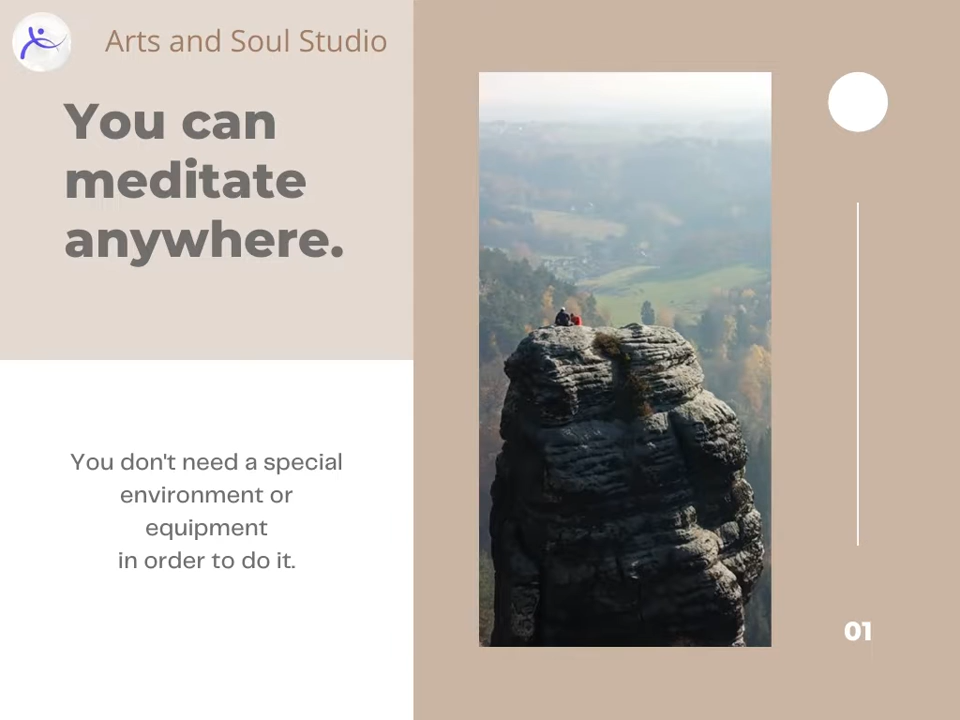 Arts and Soul Studio
You can
meditate
anywhere.
You don't need a special
environment or
equipment
in order to do it.
01